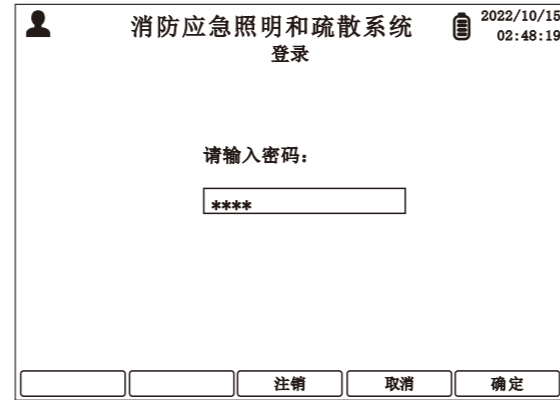 消防应急照明和疏散系统
2022/10/15
02:48:19
登录
请输入密码：
****
注销
取消
确定